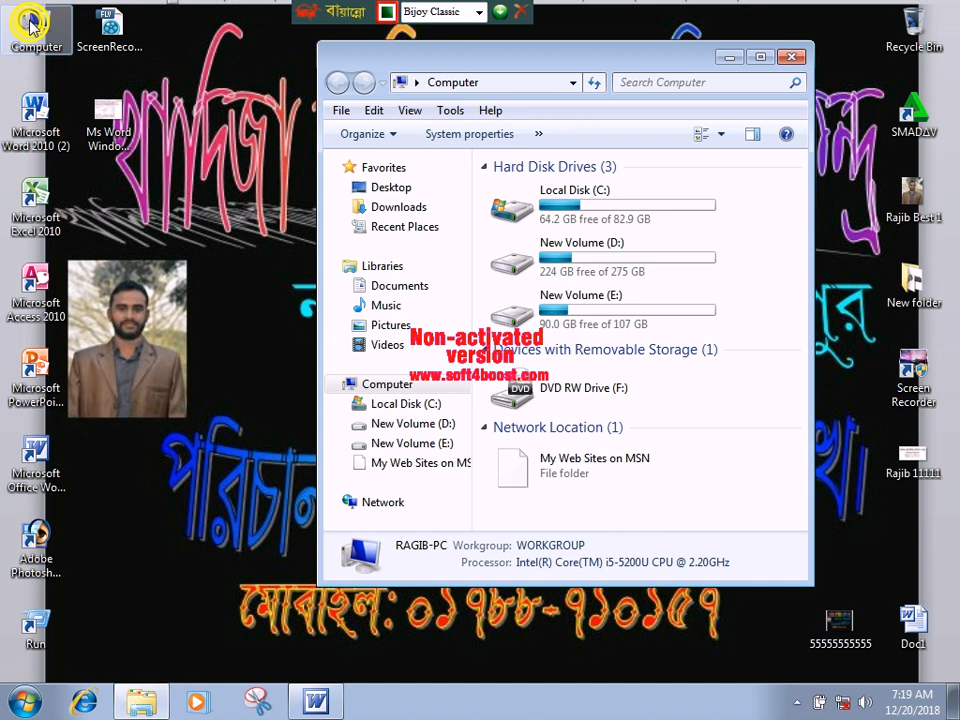 Computer
ScreenReco...
Microsoft
Word 2010 (2)
Ms Word
Windo...
Microsoft
Excel 2010
Microsoft
Access 2010
Microsoft
PowerPoi...
Microsoft
Office Wo...
Adobe
Photosh...
Run
বাঁয়ান্নো
Bijoy Classic
Computer
Search Computer
File Edit View Tools Help
Organize System properties »
Favorites
Desktop
Downloads
Recent Places
Libraries
Documents
Music
Pictures
Videos
Computer
Local Disk (C:)
New Volume (D:)
New Volume (E:)
My Web Sites on MS
Network
Hard Disk Drives (3)
Local Disk (C:)
64.2 GB free of 82.9 GB
New Volume (D:)
224 GB free of 275 GB
New Volume (E:)
90.0 GB free of 107 GB
Devices with Removable Storage (1)
DVD RW Drive (F:)
Network Location (1)
My Web Sites on MSN
File folder
Non-activated
version
www.soft4boost.com
RAGIB-PC Workgroup: WORKGROUP
Processor: Intel(R) Core(TM) i5-5200U CPU @ 2.20GHz
খাদিজা
মোবাইল: ০১৭৮৮-৭১০১৫৭
Recycle Bin
SMADΔV
Rajib Best 1
New folder
Screen
Recorder
Rajib 11111
55555555555
Doc1
7:19 AM
12/20/2018